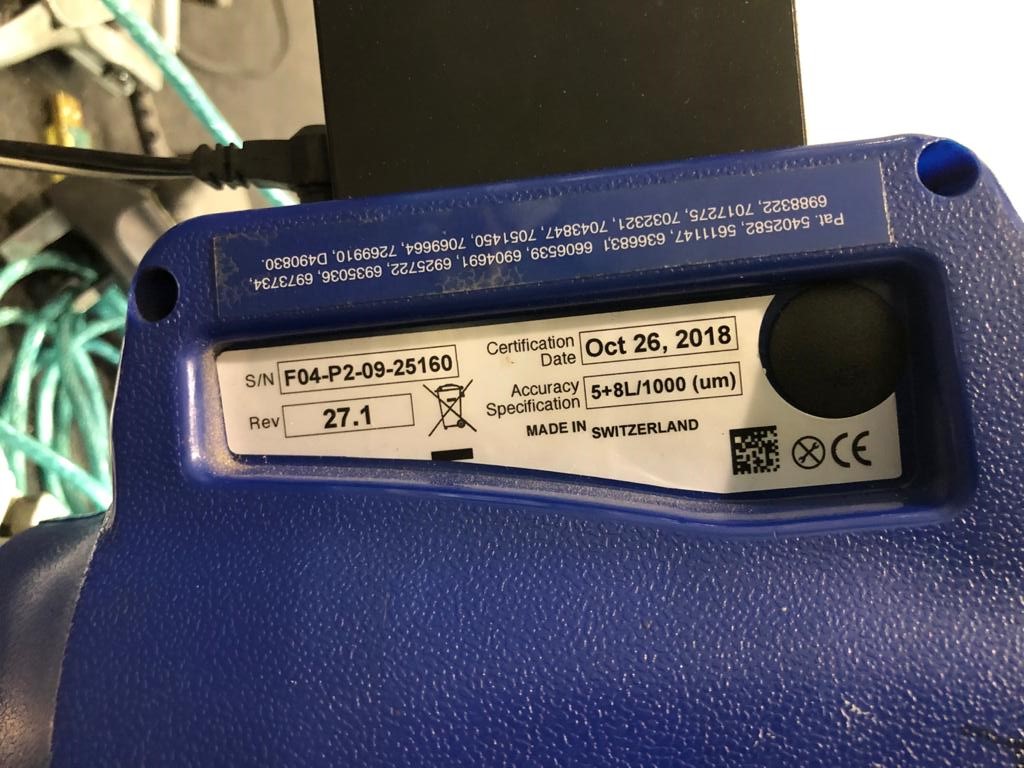 Pat 5402582, 5611147, 6366831, 6606539, 6904691, 6925722, 6935036, 6973734,
6988322, 7017275, 7032321, 7043847, 7051450, 7069664, 7269910, D490830.
S/N F04-P2-09-25160
Rev 27.1
Certification
Date Oct 26, 2018
Accuracy
Specification 5+8L/1000 (um)
MADE IN SWITZERLAND
CE